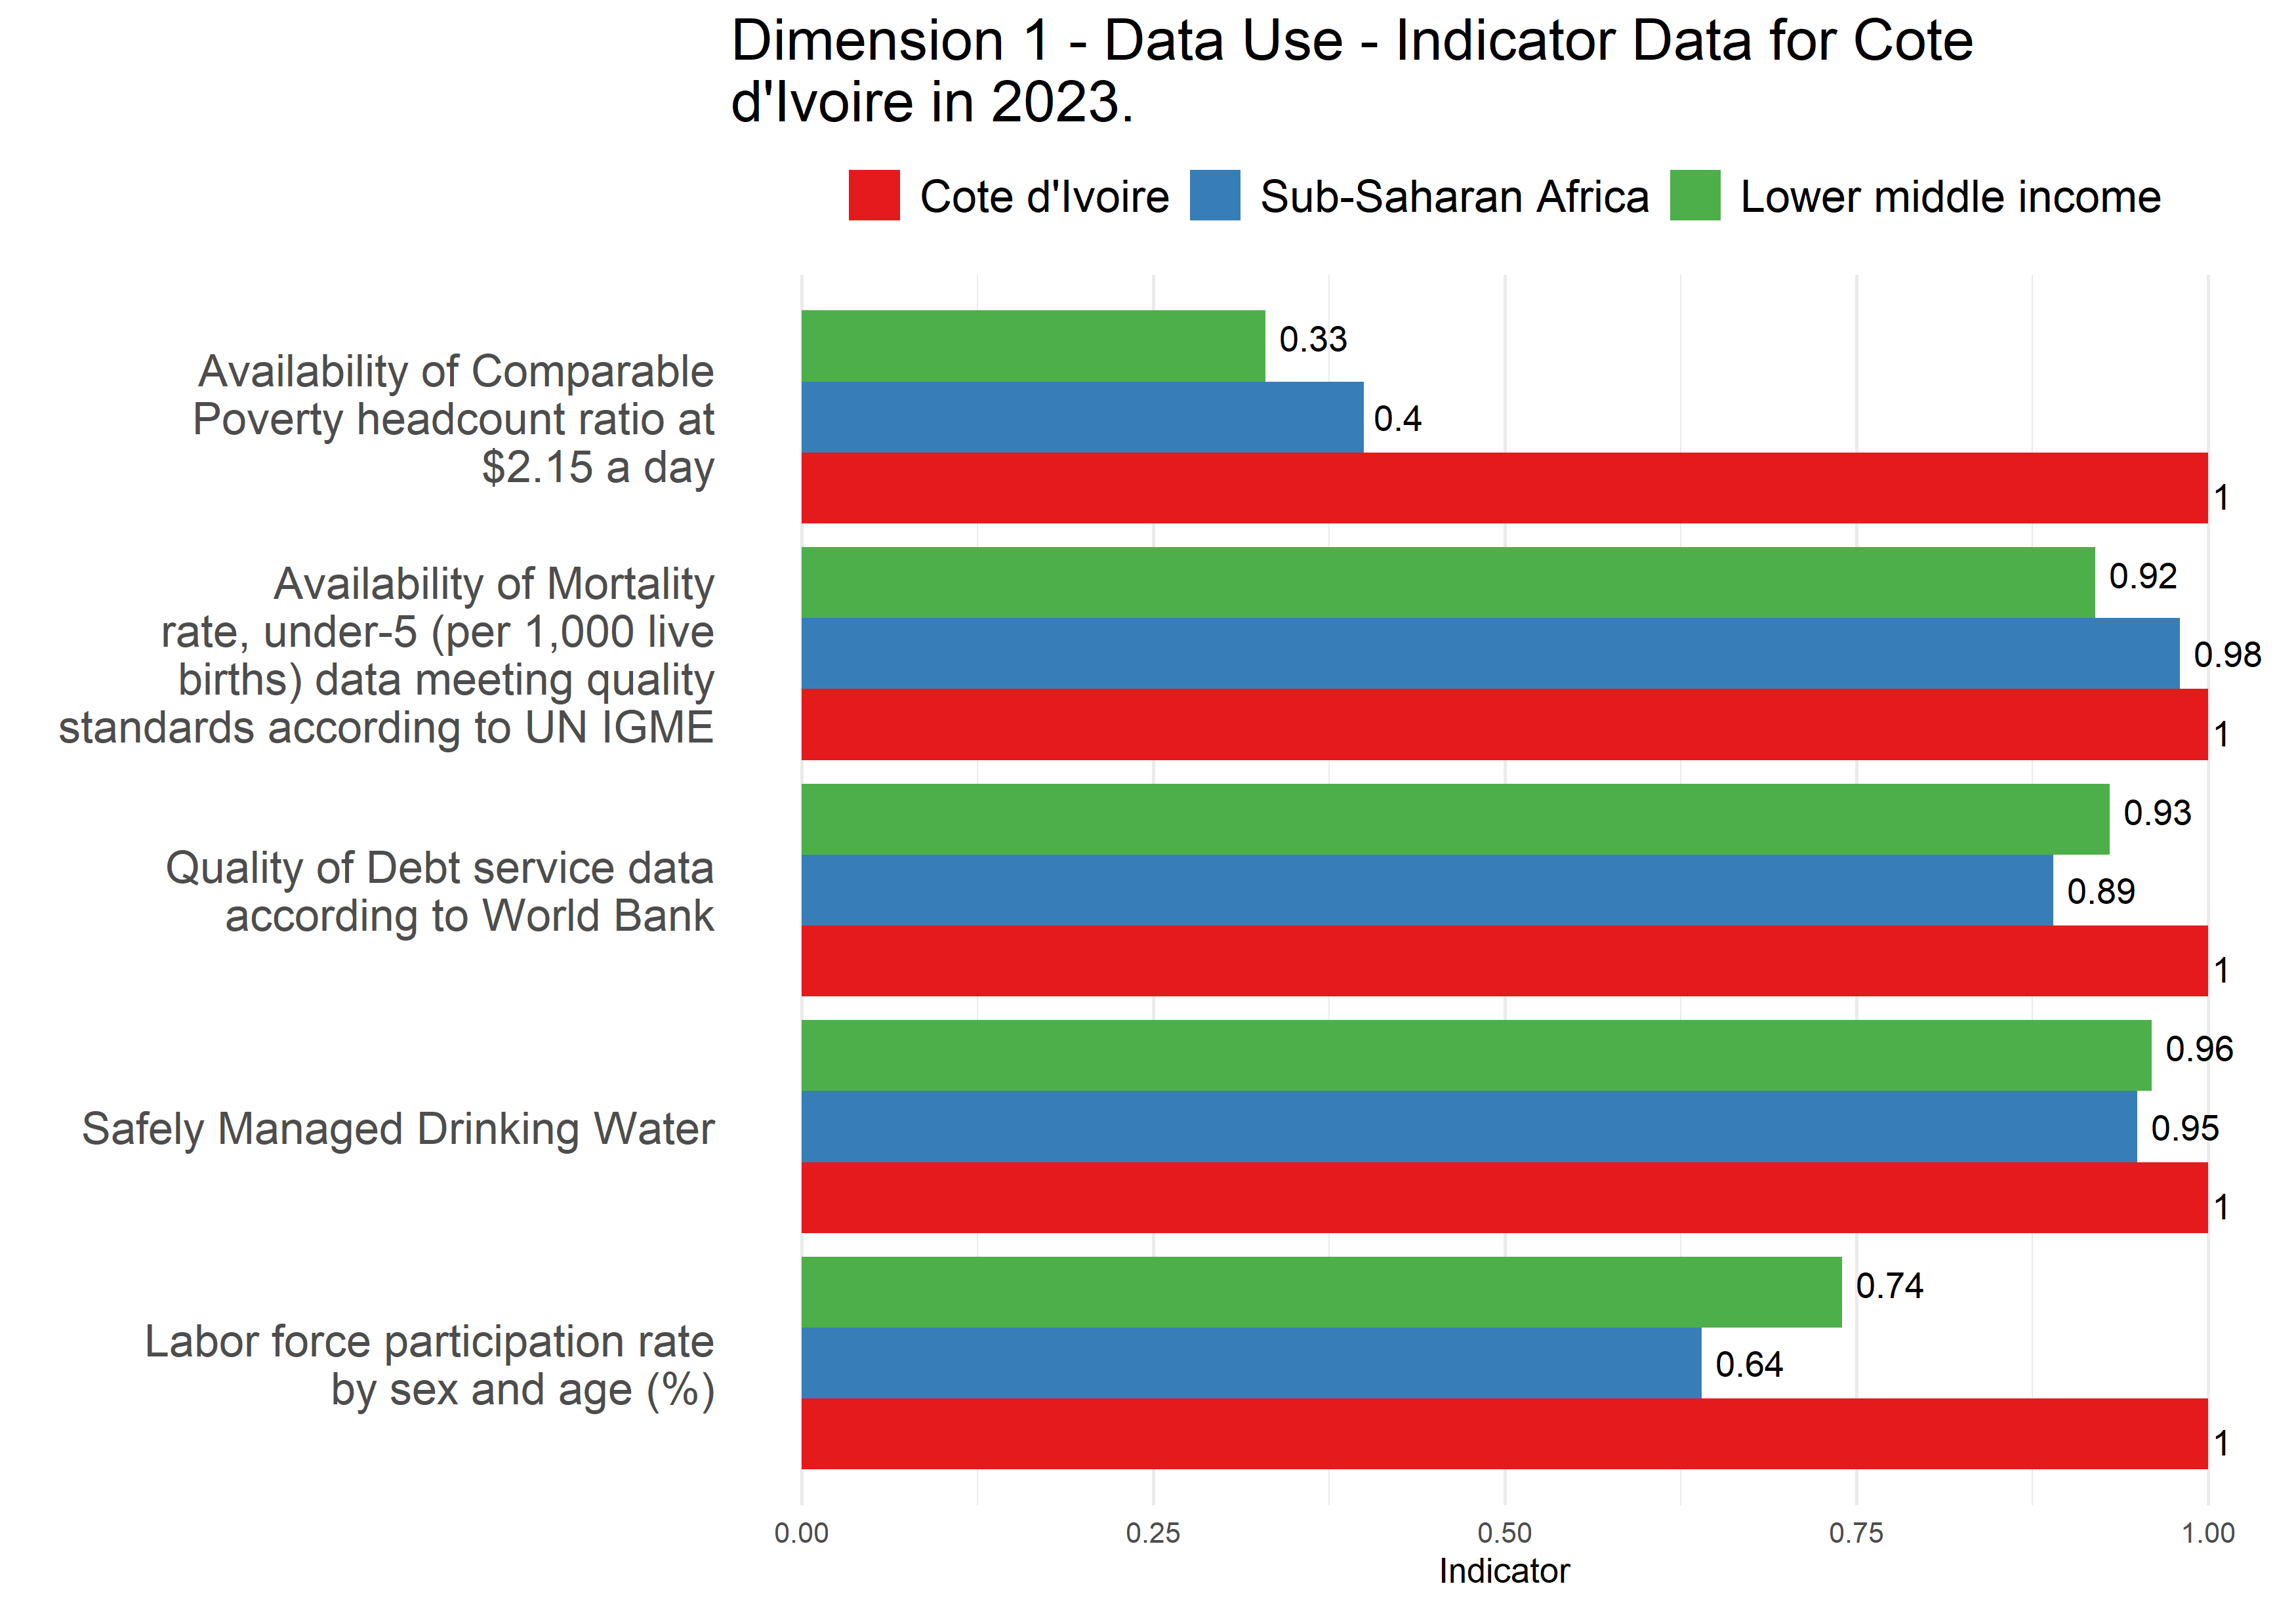 Dimension 1 - Data Use - Indicator Data for Cote
d'Ivoire in 2023.
Cote d'Ivoire Sub-Saharan Africa Lower middle income
Availability of Comparable
Poverty headcount ratio at
$2.15 a day
0.33
0.4
1
Availability of Mortality
rate, under-5 (per 1,000 live
births) data meeting quality
standards according to UN IGME
0.92
0.98
1
Quality of Debt service data
according to World Bank
0.93
0.89
1
Safely Managed Drinking Water
0.96
0.95
1
Labor force participation rate
by sex and age (%)
0.74
0.64
1
0.00 0.25 0.50 0.75 1.00
Indicator